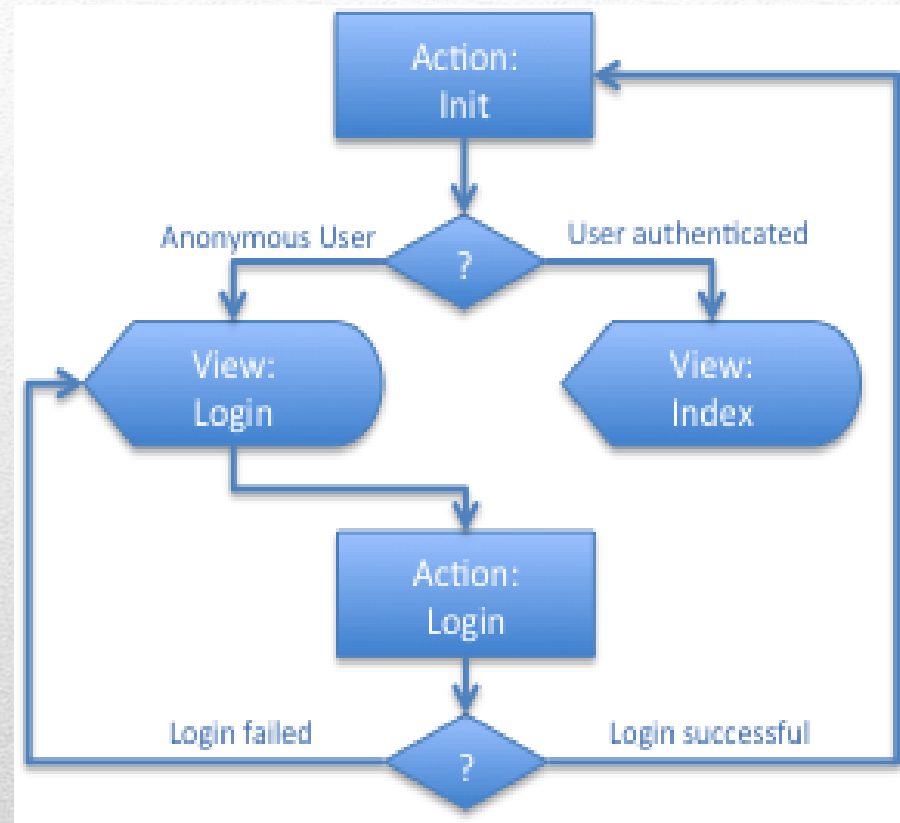 Action:
Init
Anonymous User
User authenticated
?
View:
Login
View:
Index
Action:
Login
Login failed
Login successful
?